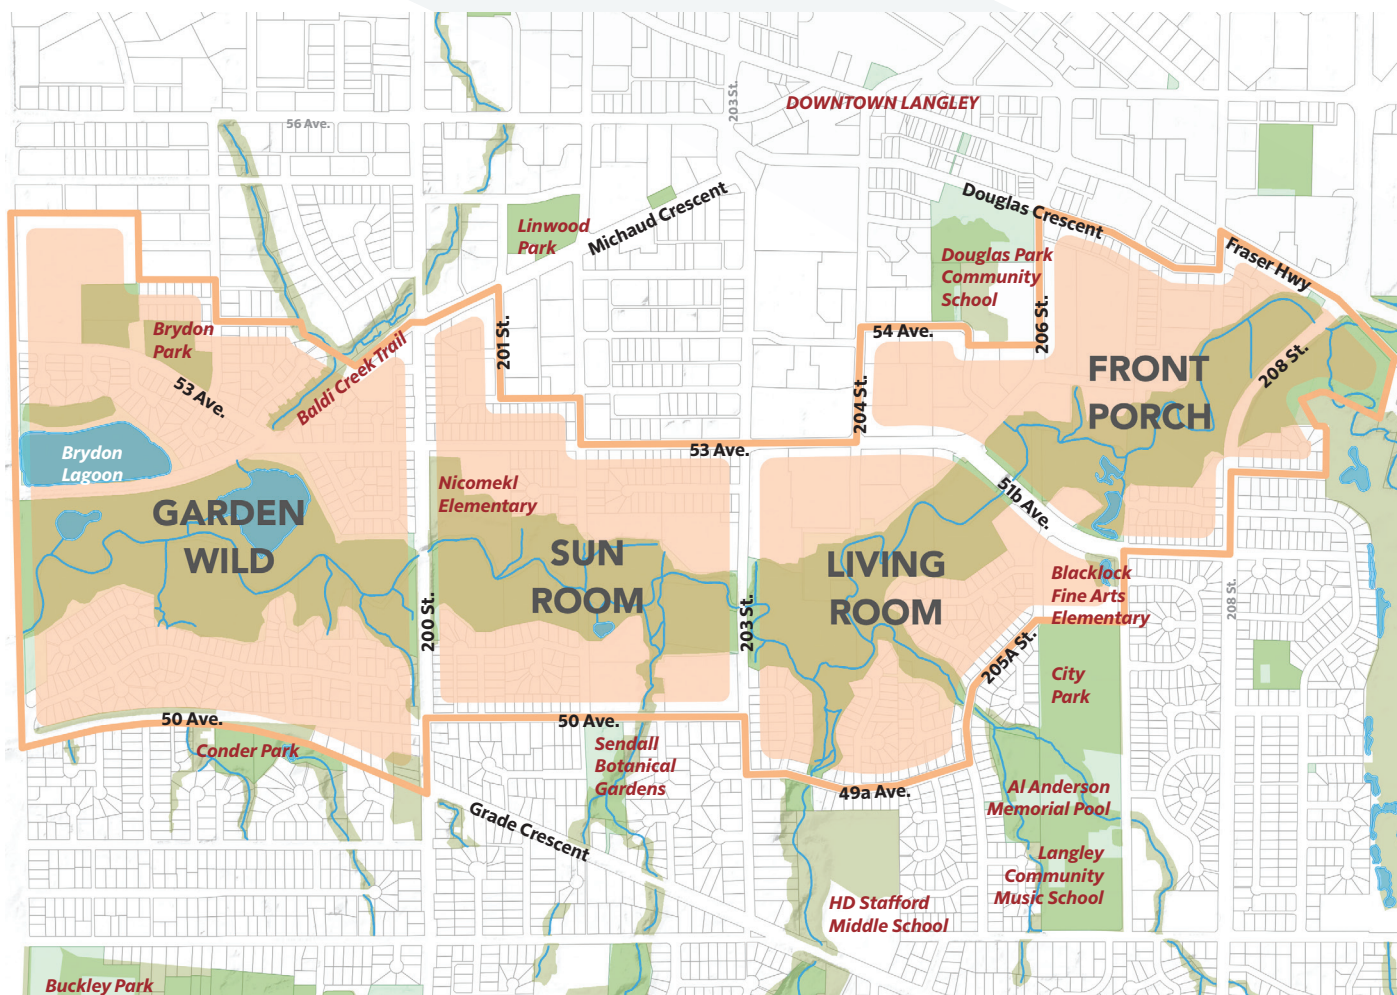 DOWNTOWN LANGLEY
203 St.
56 Ave.
Douglas Crescent
Michaud Crescent
Linwood
Park
Douglas Park
Community
School
Fraser Hwy
Brydon
Park
Baldi Creek Trail
201 St.
54 Ave.
206 St.
208 St.
53 Ave.
FRONT
PORCH
204 St.
53 Ave.
Brydon
Lagoon
Nicomekl
Elementary
51b Ave.
GARDEN
WILD
SUN
ROOM
LIVING
ROOM
Blacklock
Fine Arts
Elementary
200 St.
203 St.
208 St.
205A St.
City
Park
50 Ave.
50 Ave.
Conder Park
Sendall
Botanical
Gardens
49a Ave.
Al Anderson
Memorial Pool
Grade Crescent
Langley
Community
Music School
HD Stafford
Middle School
Buckley Park